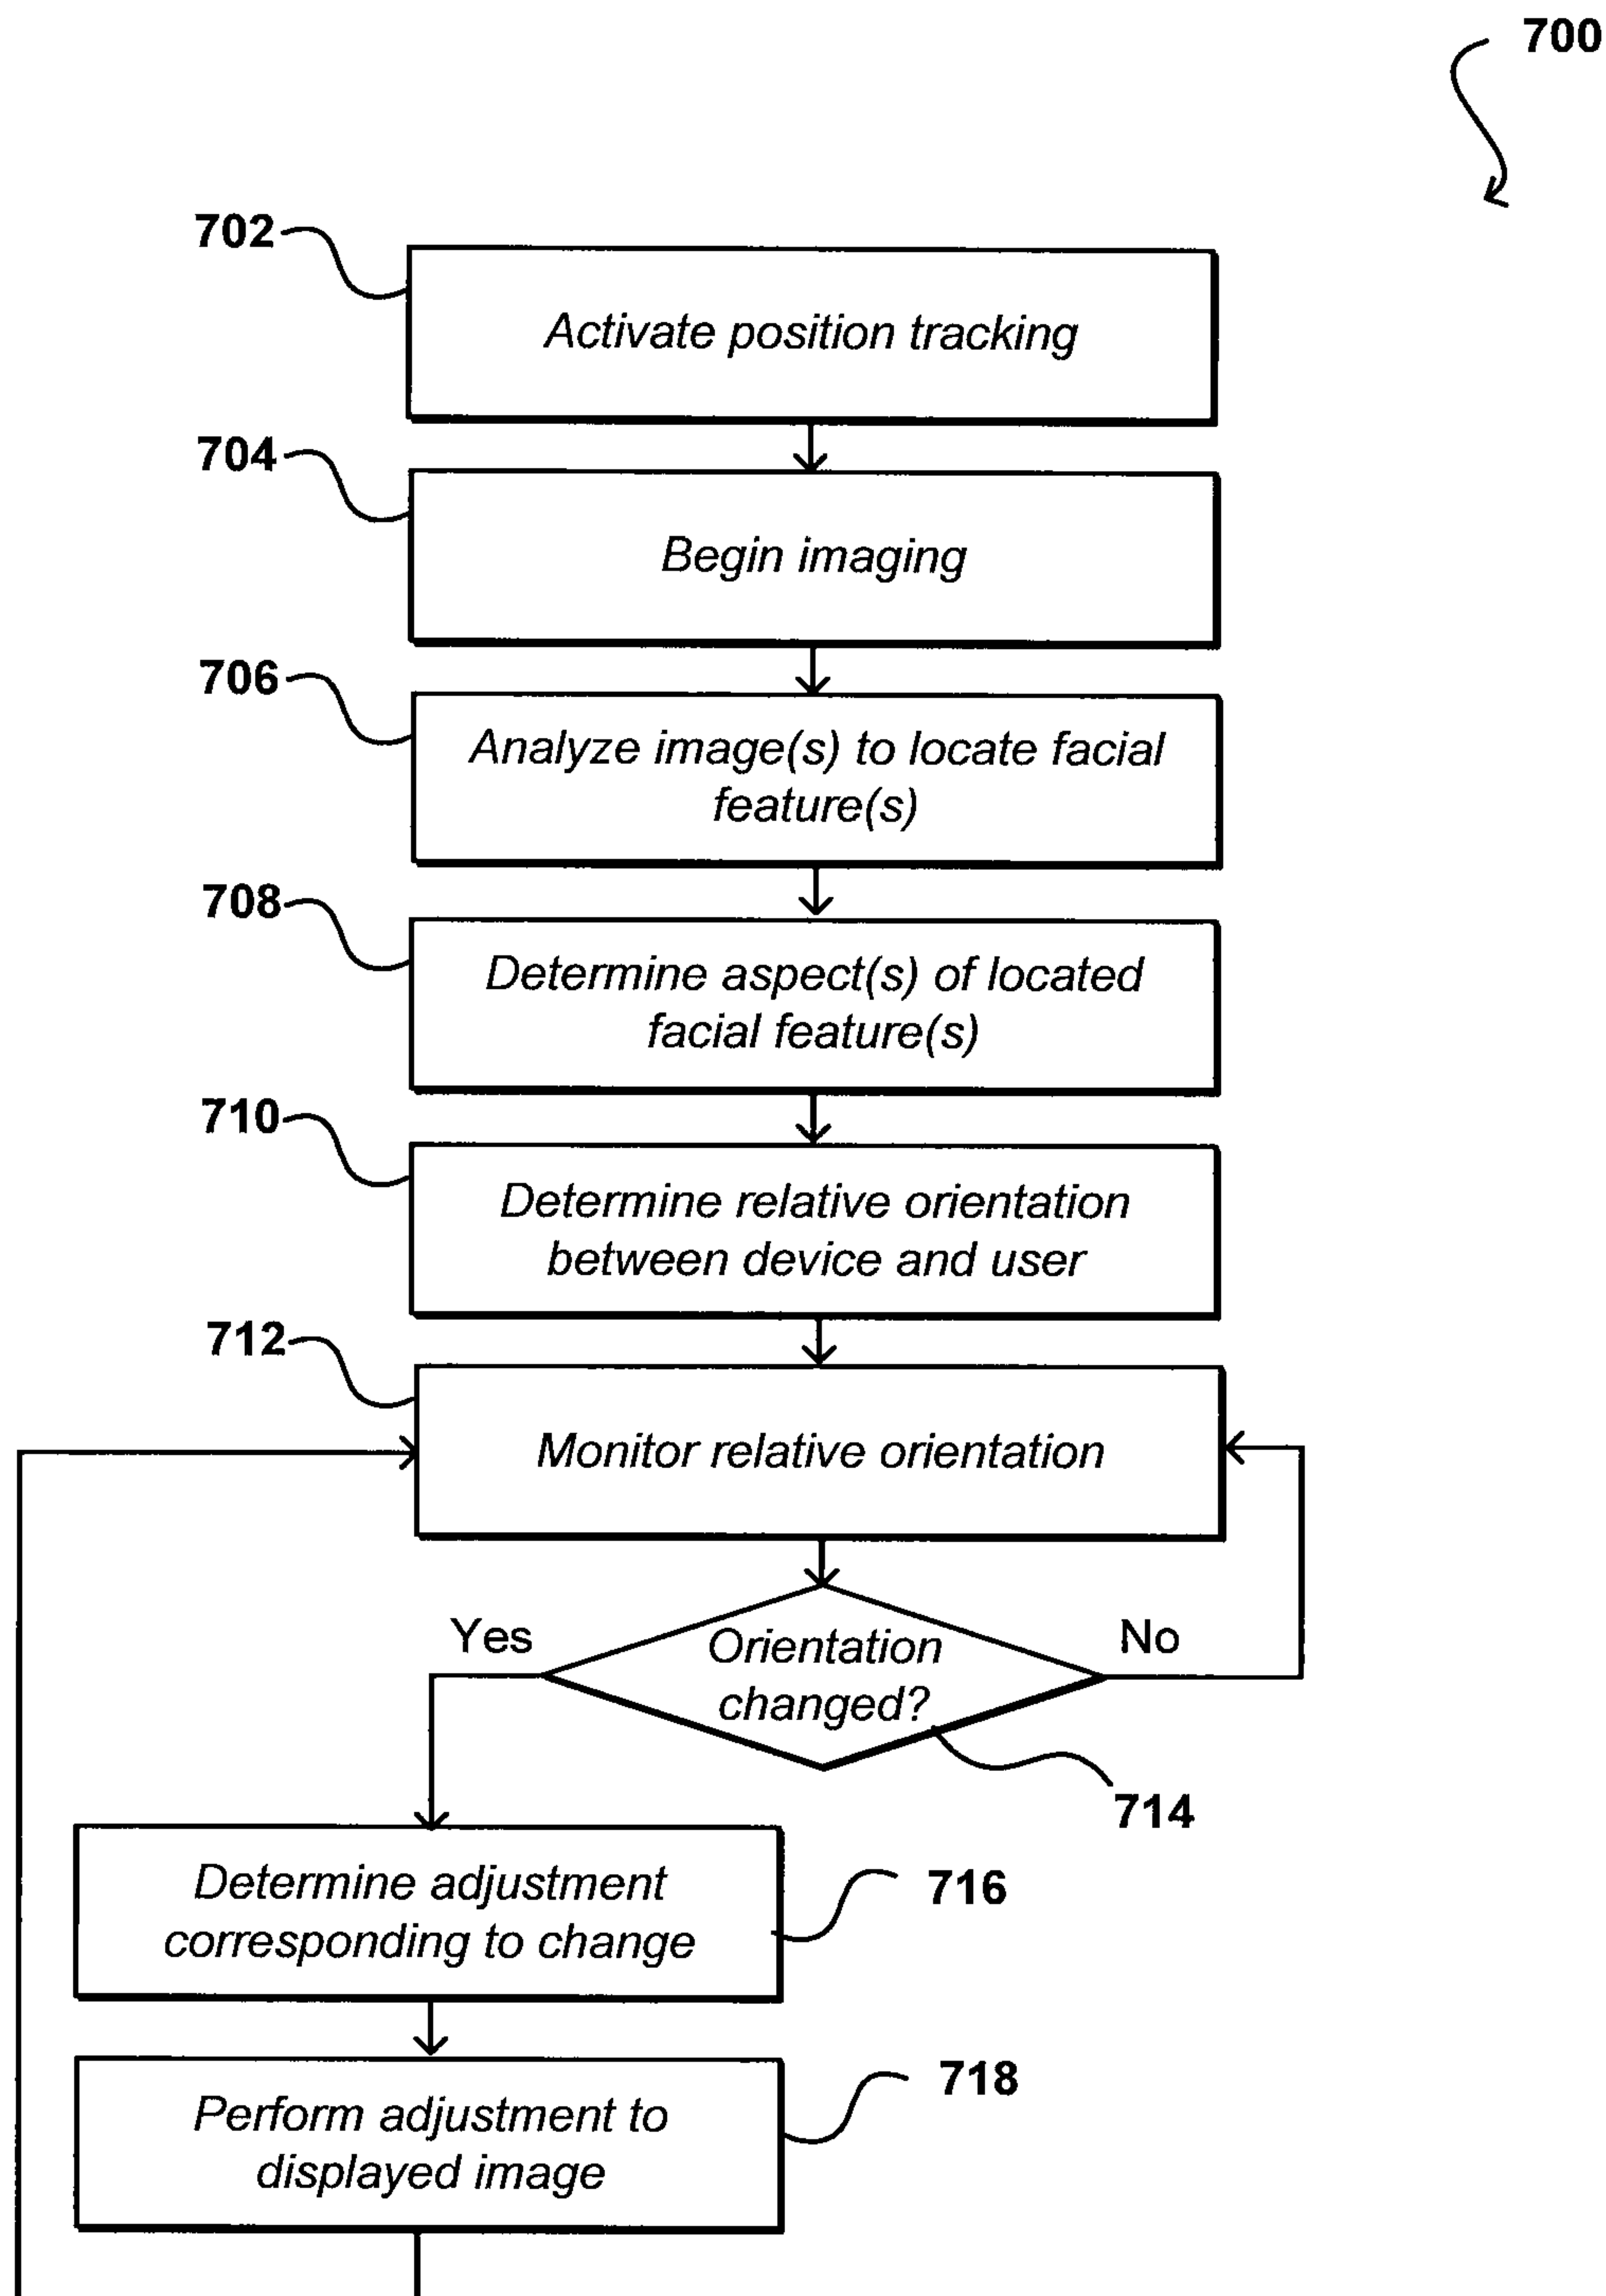 700
702
Activate position tracking
704
Begin imaging
706
Analyze image(s) to locate facial
feature(s)
708
Determine aspect(s) of located
facial feature(s)
710
Determine relative orientation
between device and user
712
Monitor relative orientation
Yes
Orientation
changed?
No
714
Determine adjustment
corresponding to change
716
Perform adjustment to
displayed image
718